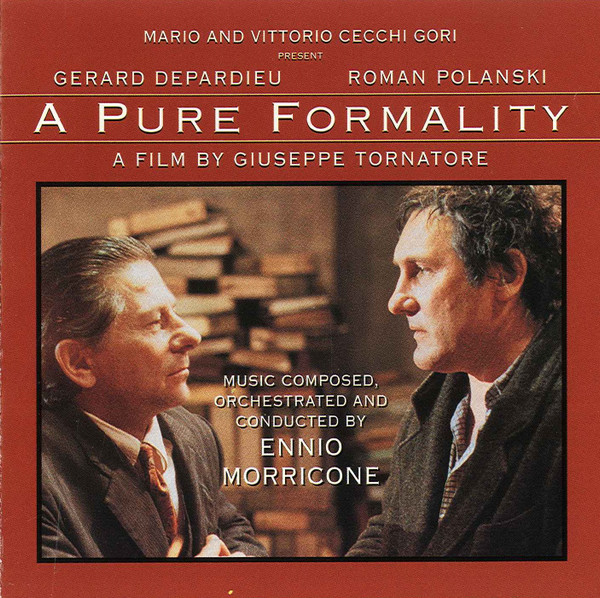 MARIO AND VITTORIO CECCHI GORI
PRESENT
GERARD DEPARDIEU ROMAN POLANSKI
A PURE FORMALITY
A FILM BY GIUSEPPE TORNATORE
MUSIC COMPOSED,
ORCHESTRATED AND
CONDUCTED BY
ENNIO
MORRICONE